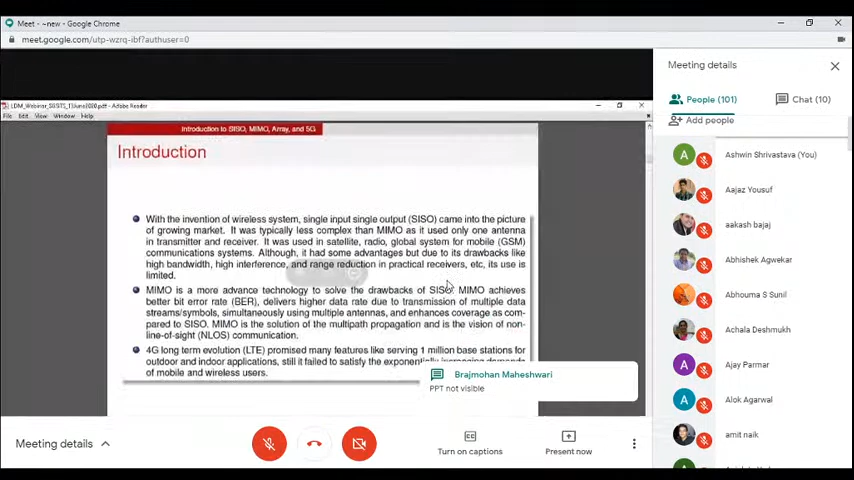 Meet - ~new - Google Chrome
meet.google.com/utp-wzrq-ibf?authuser=0
LDM_Webinar_SGSITS_13June2020.pdf - Adobe Reader
File Edit View Window Help
Introduction to SISO, MIMO, Array, and 5G
Introduction
With the invention of wireless system, single input single output (SISO) came into the picture
of growing market. It was typically less complex than MIMO as it used only one antenna
in transmitter and receiver. It was used in satellite, radio, global system for mobile (GSM)
communications systems. Although, it had some advantages but due to its drawbacks like
high bandwidth, high interference, and range reduction in practical receivers, etc, its use is
limited.
MIMO is a more advance technology to solve the drawbacks of SISO. MIMO achieves
better bit error rate (BER), delivers higher data rate due to transmission of multiple data
streams/symbols, simultaneously using multiple antennas, and enhances coverage as com-
pared to SISO. MIMO is the solution of the multipath propagation and is the vision of non-
line-of-sight (NLOS) communication.
4G long term evolution (LTE) promised many features like serving 1 million base stations for
outdoor and indoor applications, still it failed to satisfy the exponentially increasing demands
of mobile and wireless users.
Brajmohan Maheshwari
PPT not visible
Meeting details
Turn on captions
Present now
Meeting details
People (101)
Chat (10)
Add people
A
Ashwin Shrivastava (You)
Aajaz Yousuf
aakash bajaj
Abhishek Agwekar
Abhouma S Sunil
Achala Deshmukh
A
Ajay Parmar
A
Alok Agarwal
amit naik